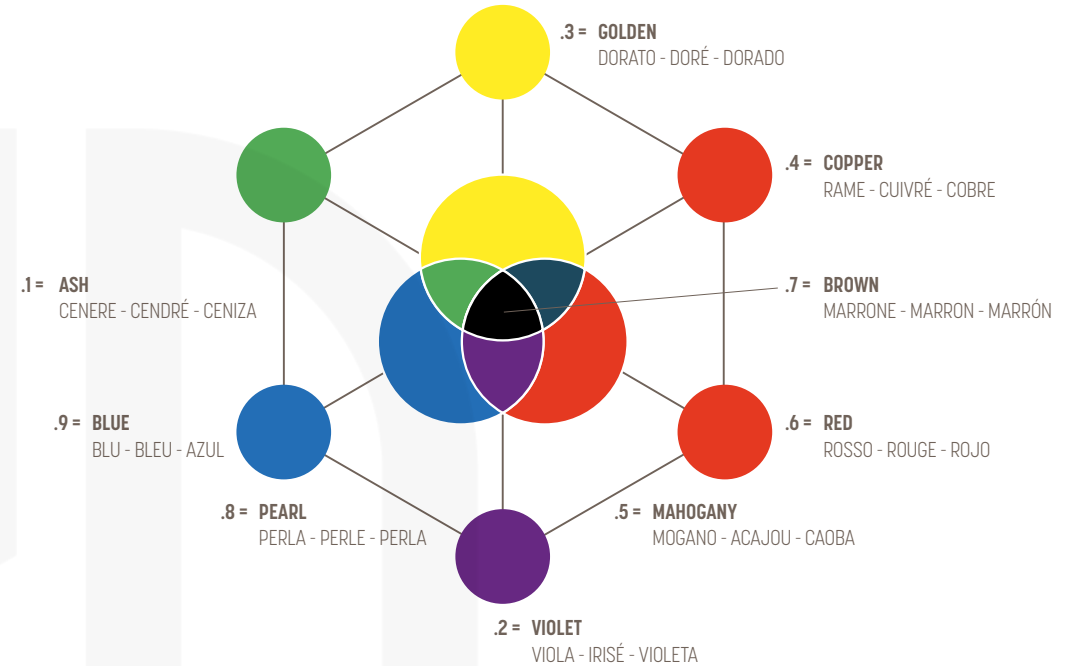 .3 = GOLDEN
DORATO - DORÉ - DORADO
.4 = COPPER
RAME - CUIVRÉ - COBRE
.1 = ASH
CENERE - CENDRÉ - CENIZA
.7 = BROWN
MARRONE - MARRON - MARRÓN
.9 = BLUE
BLU - BLEU - AZUL
.6 = RED
ROSSO - ROUGE - ROJO
.8 = PEARL
PERLA - PERLE - PERLA
.5 = MAHOGANY
MOGANO - ACAJOU - CAOBA
.2 = VIOLET
VIOLA - IRISÉ - VIOLETA